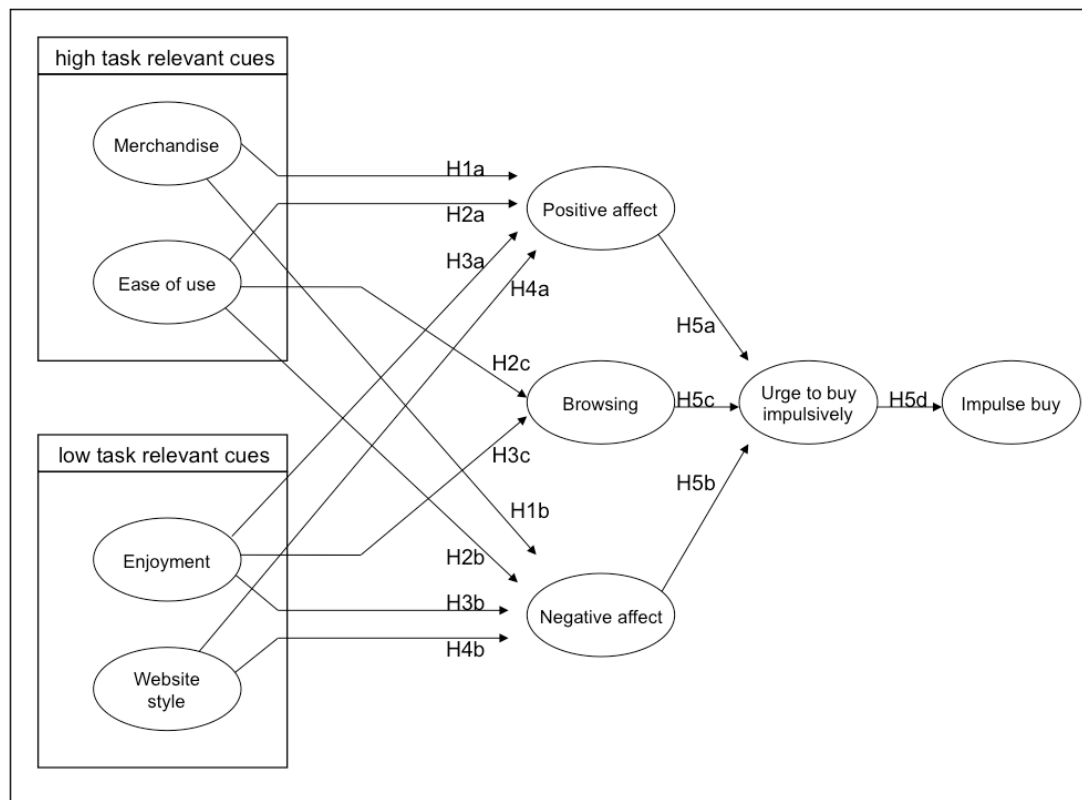 high task relevant cues
Merchandise
Ease of use
low task relevant cues
Enjoyment
Website
style
H1a
H2a
H3a
H4a
H2c
H3c
H1b
H2b
H3b
H4b
Positive affect
Browsing
Negative affect
H5a
H5c
H5b
Urge to buy
impulsively
H5d
Impulse buy